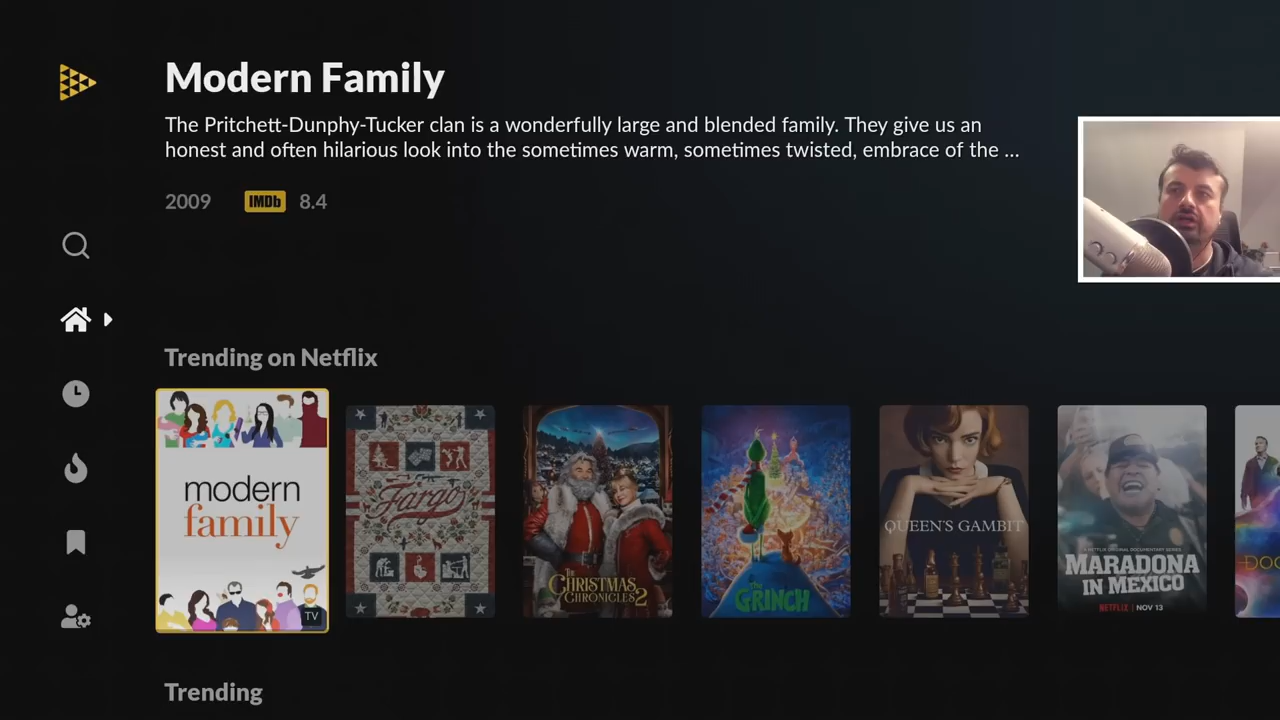 Modern Family
The Pritchett-Dunphy-Tucker clan is a wonderfully large and blended family. They give us an
honest and often hilarious look into the sometimes warm, sometimes twisted, embrace of the ...
2009 IMDb 8.4
Trending on Netflix
modern
family
TV
Fargo
THE
CHRISTMAS
CHRONICLES 2
the
GRINCH
QUEEN'S GAMBIT
A NETFLIX ORIGINAL DOCUMENTARY SERIES
MARADONA
IN MEXICO
NETFLIX | NOV 13
DOC
Trending